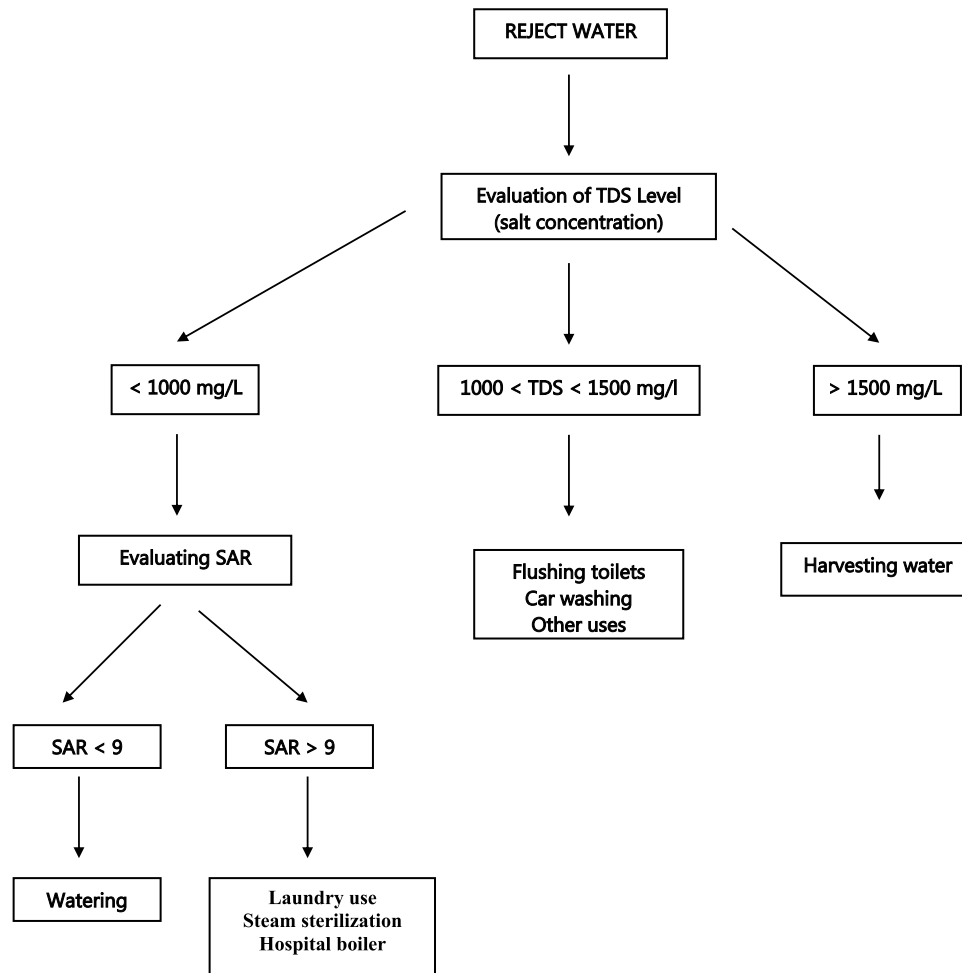 REJECT WATER
Evaluation of TDS Level
(salt concentration)
< 1000 mg/L
1000 < TDS < 1500 mg/l
> 1500 mg/L
Evaluating SAR
Flushing toilets
Car washing
Other uses
Harvesting water
SAR < 9
SAR > 9
Watering
Laundry use
Steam sterilization
Hospital boiler